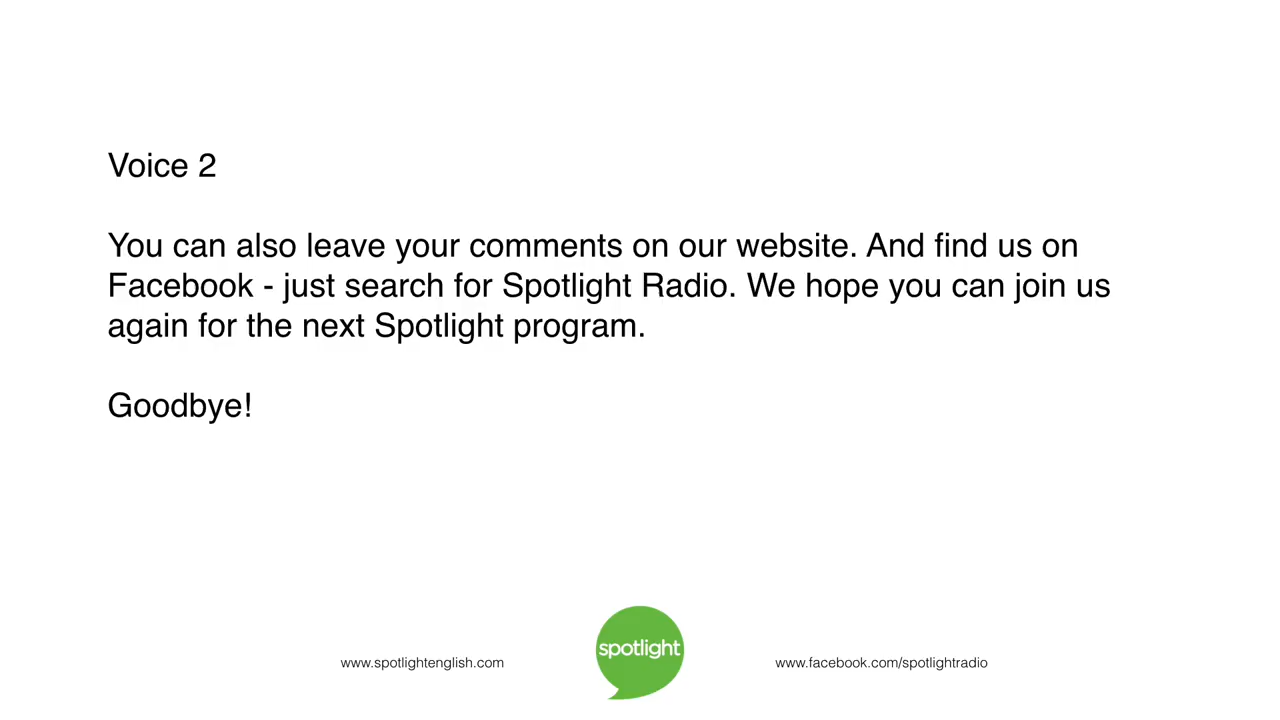 Voice 2
You can also leave your comments on our website. And find us on
Facebook - just search for Spotlight Radio. We hope you can join us
again for the next Spotlight program.
Goodbye!
spotlight
www.spotlightenglish.com
www.facebook.com/spotlightradio